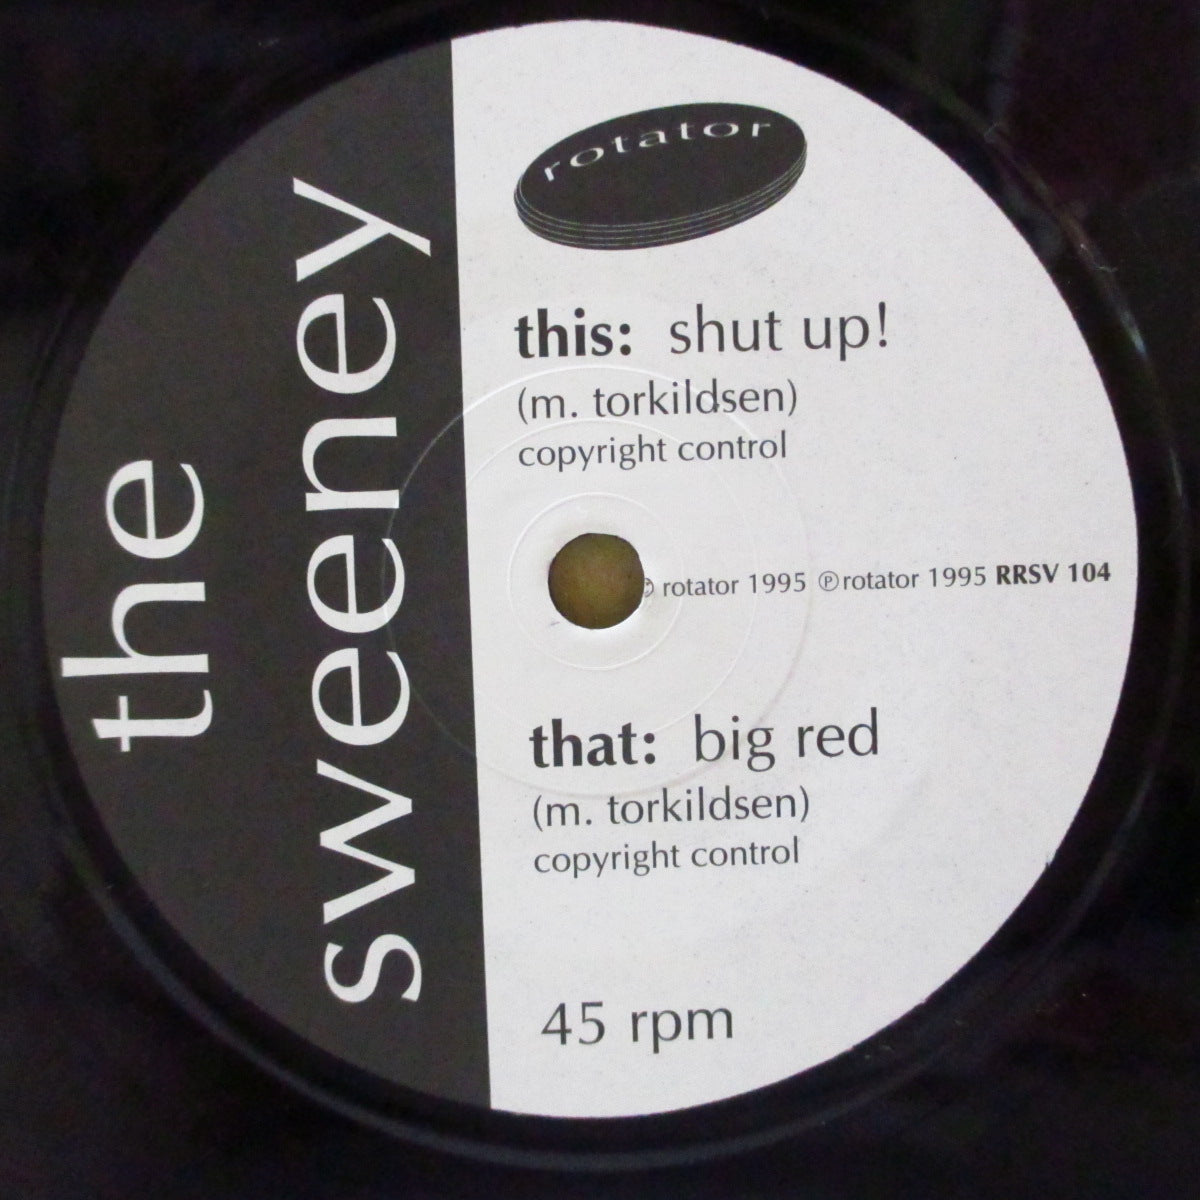 the
sweeney
rotator
this: shut up!
(m. torkildsen)
copyright control
rotator 1995 ℗rotator 1995 RRSV 104
that: big red
(m. torkildsen)
copyright control
45 rpm